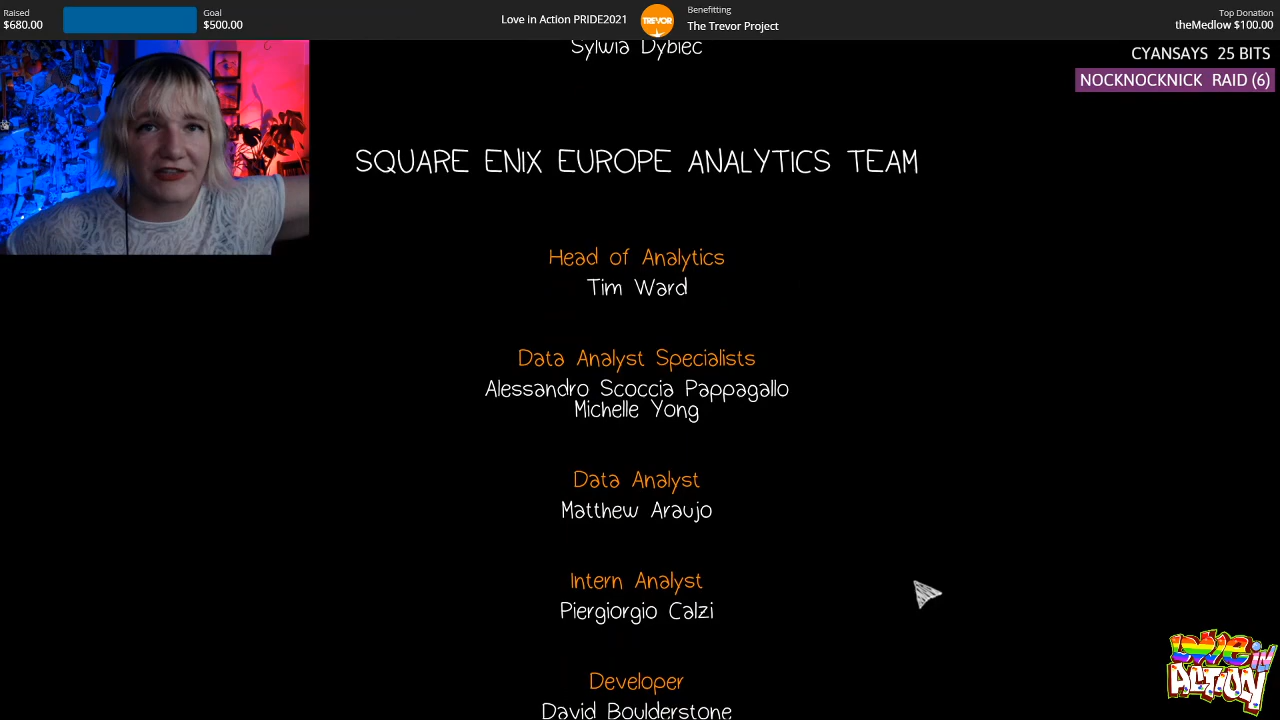 Raised
$680.00
Goal
$500.00
Love in Action PRIDE2021
TREVOR
Benefitting
The Trevor Project
Top Donation
theMedlow $100.00
CYANSAYS 25 BITS
NOCKNOCKNICK RAID (6)
Sylwia Dybiec
SQUARE ENIX EUROPE ANALYTICS TEAM
Head of Analytics
Tim Ward
Data Analyst Specialists
Alessandro Scoccia Pappagallo
Michelle Yong
Data Analyst
Matthew Araujo
Intern Analyst
Piergiorgio Calzi
Developer
David Boulderstone
LOVE IN
ACTION